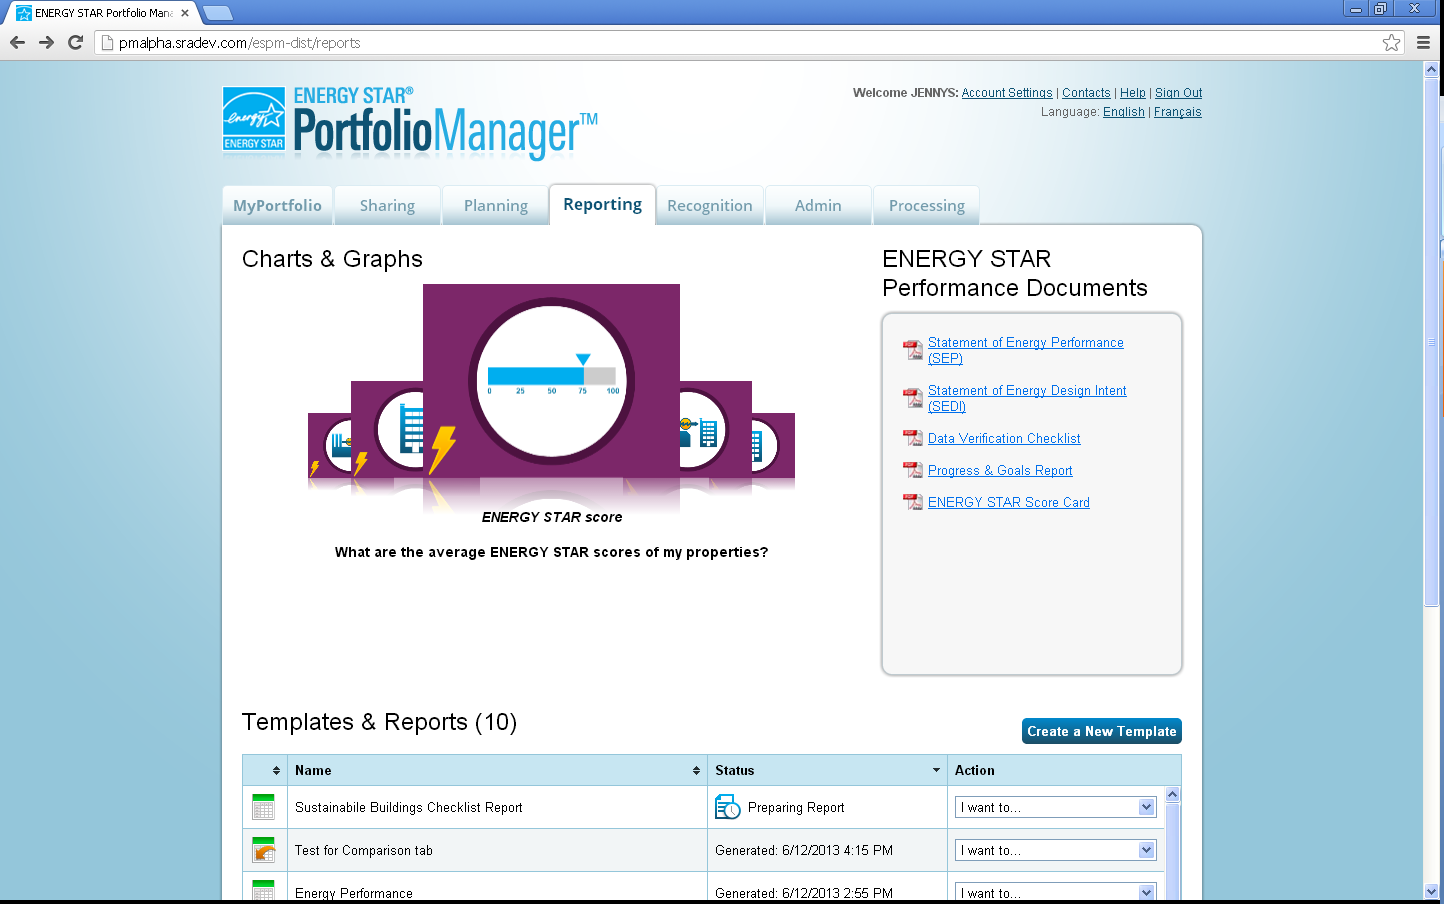 ENERGY STAR Portfolio Mana
pmalpha.sradev.com/espm-dist/reports
ENERGY STAR®
PortfolioManager™
energy
ENERGY STAR
Welcome JENNYS: Account Settings | Contacts | Help | Sign Out
Language: English | Français
MyPortfolio
Sharing
Planning
Reporting
Recognition
Admin
Processing
Charts & Graphs
0 25 50 75 100
ENERGY STAR score
What are the average ENERGY STAR scores of my properties?
ENERGY STAR
Performance Documents
Statement of Energy Performance
(SEP)
Statement of Energy Design Intent
(SEDI)
Data Verification Checklist
Progress & Goals Report
ENERGY STAR Score Card
Templates & Reports (10)
Create a New Template
Name Status Action
Sustainabile Buildings Checklist Report Preparing Report I want to...
Test for Comparison tab Generated: 6/12/2013 4:15 PM I want to...
Energy Performance Generated: 6/12/2013 2:55 PM I want to...